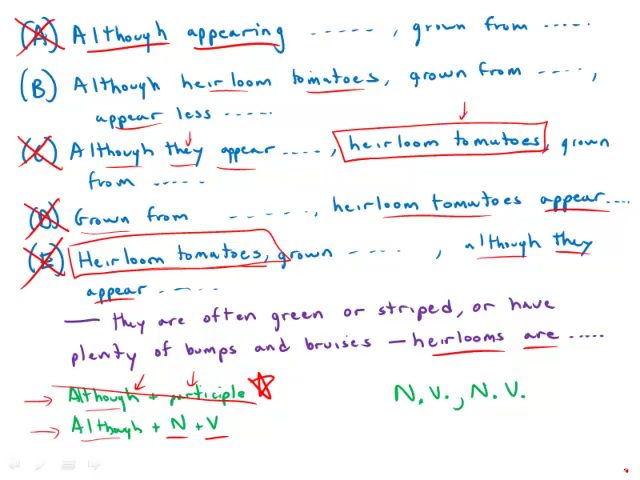 (A) Although appearing ....., grown from .....
(B) Although heirloom tomatoes, grown from ....,
appear less .....
(C) Although they appear ...., heirloom tomatoes, grown
from .....
(D) Grown from ....., heirloom tomatoes appear....
(E) Heirloom tomatoes, grown ...., although they
appear .....
— they are often green or striped, or have
plenty of bumps and bruises — heirlooms are .....
→ Although + participle
→ Although + N + V
N.V., N.V.